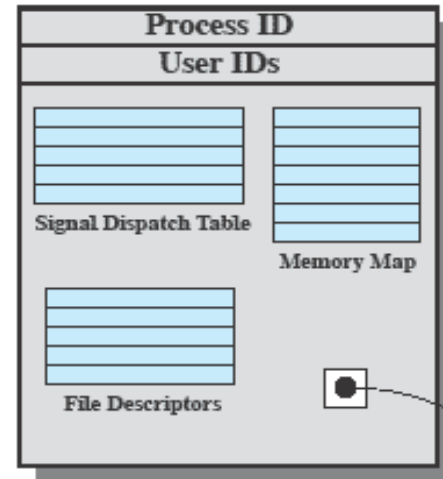 Process ID
User IDs
Signal Dispatch Table
Memory Map
File Descriptors